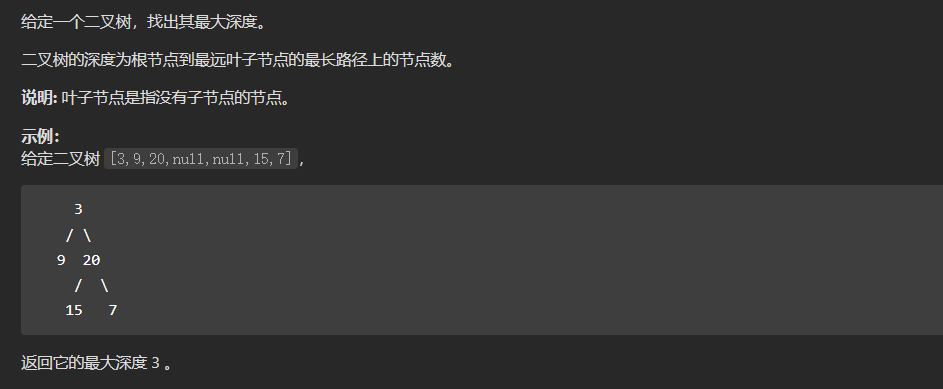 给定一个二叉树，找出其最大深度。
二叉树的深度为根节点到最远叶子节点的最长路径上的节点数。
说明: 叶子节点是指没有子节点的节点。
示例：
给定二叉树 [3,9,20,null,null,15,7]，
3
/ \
9 20
/ \
15 7
返回它的最大深度 3 。